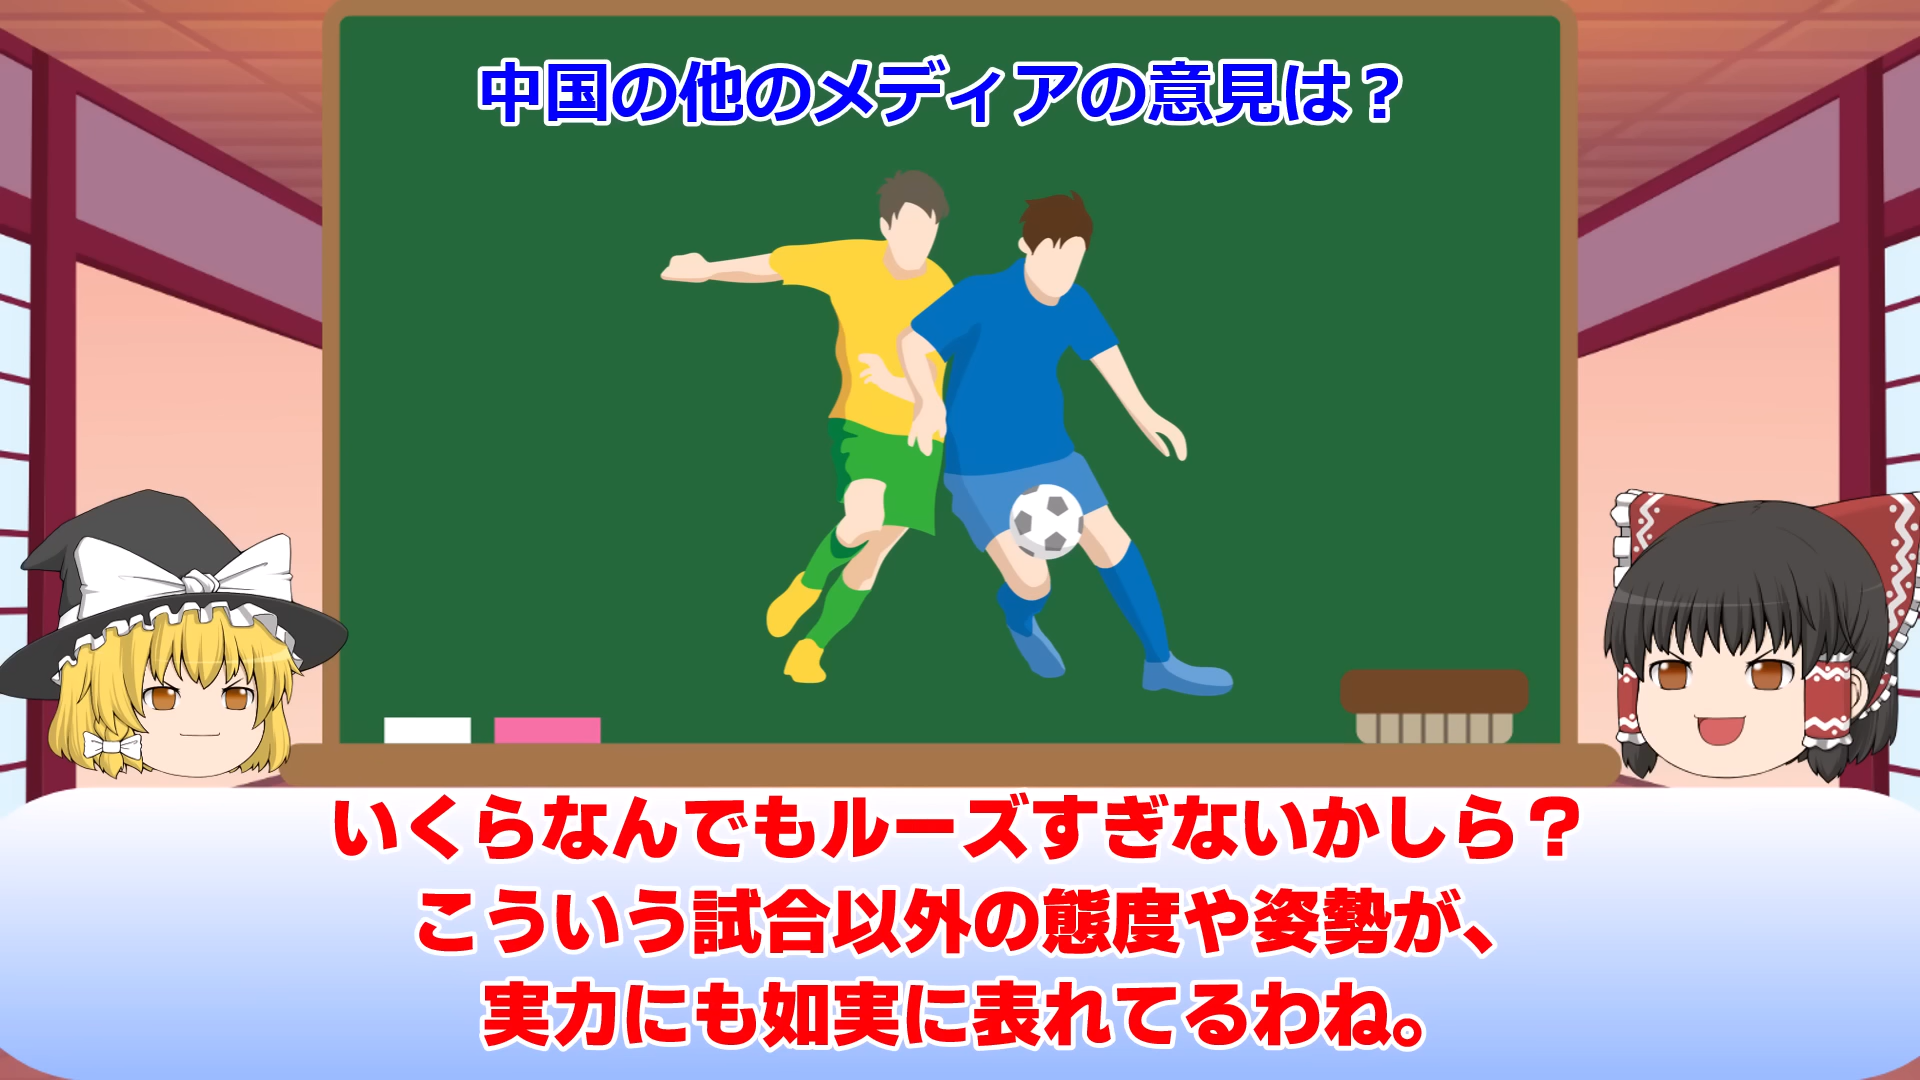 中国の他のメディアの意見は？
いくらなんでもルーズすぎないかしら？
こういう試合以外の態度や姿勢が、
実力にも如実に表れてるわね。